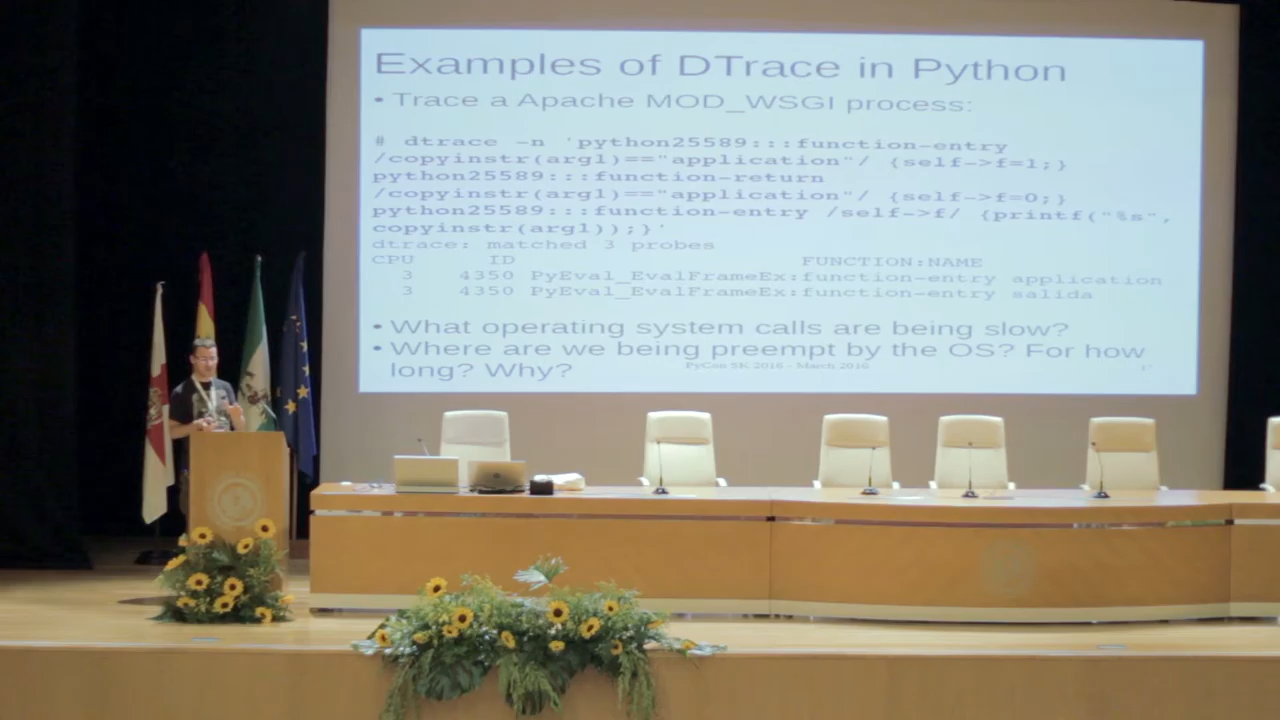 Examples of DTrace in Python
• Trace a Apache MOD_WSGI process:
# dtrace -n 'python25589:::function-entry
/copyinstr(arg1)=="application"/ {self->f=1;}
python25589:::function-return
/copyinstr(arg1)=="application"/ {self->f=0;}
python25589:::function-entry /self->f/ {printf("%s",
copyinstr(arg1));}'
dtrace: matched 3 probes
CPU ID FUNCTION:NAME
3 4350 PyEval_EvalFrameEx:function-entry application
3 4350 PyEval_EvalFrameEx:function-entry salida
• What operating system calls are being slow?
• Where are we being preempt by the OS? For how
long? Why?
PyCon SK 2016 - March 2016
17